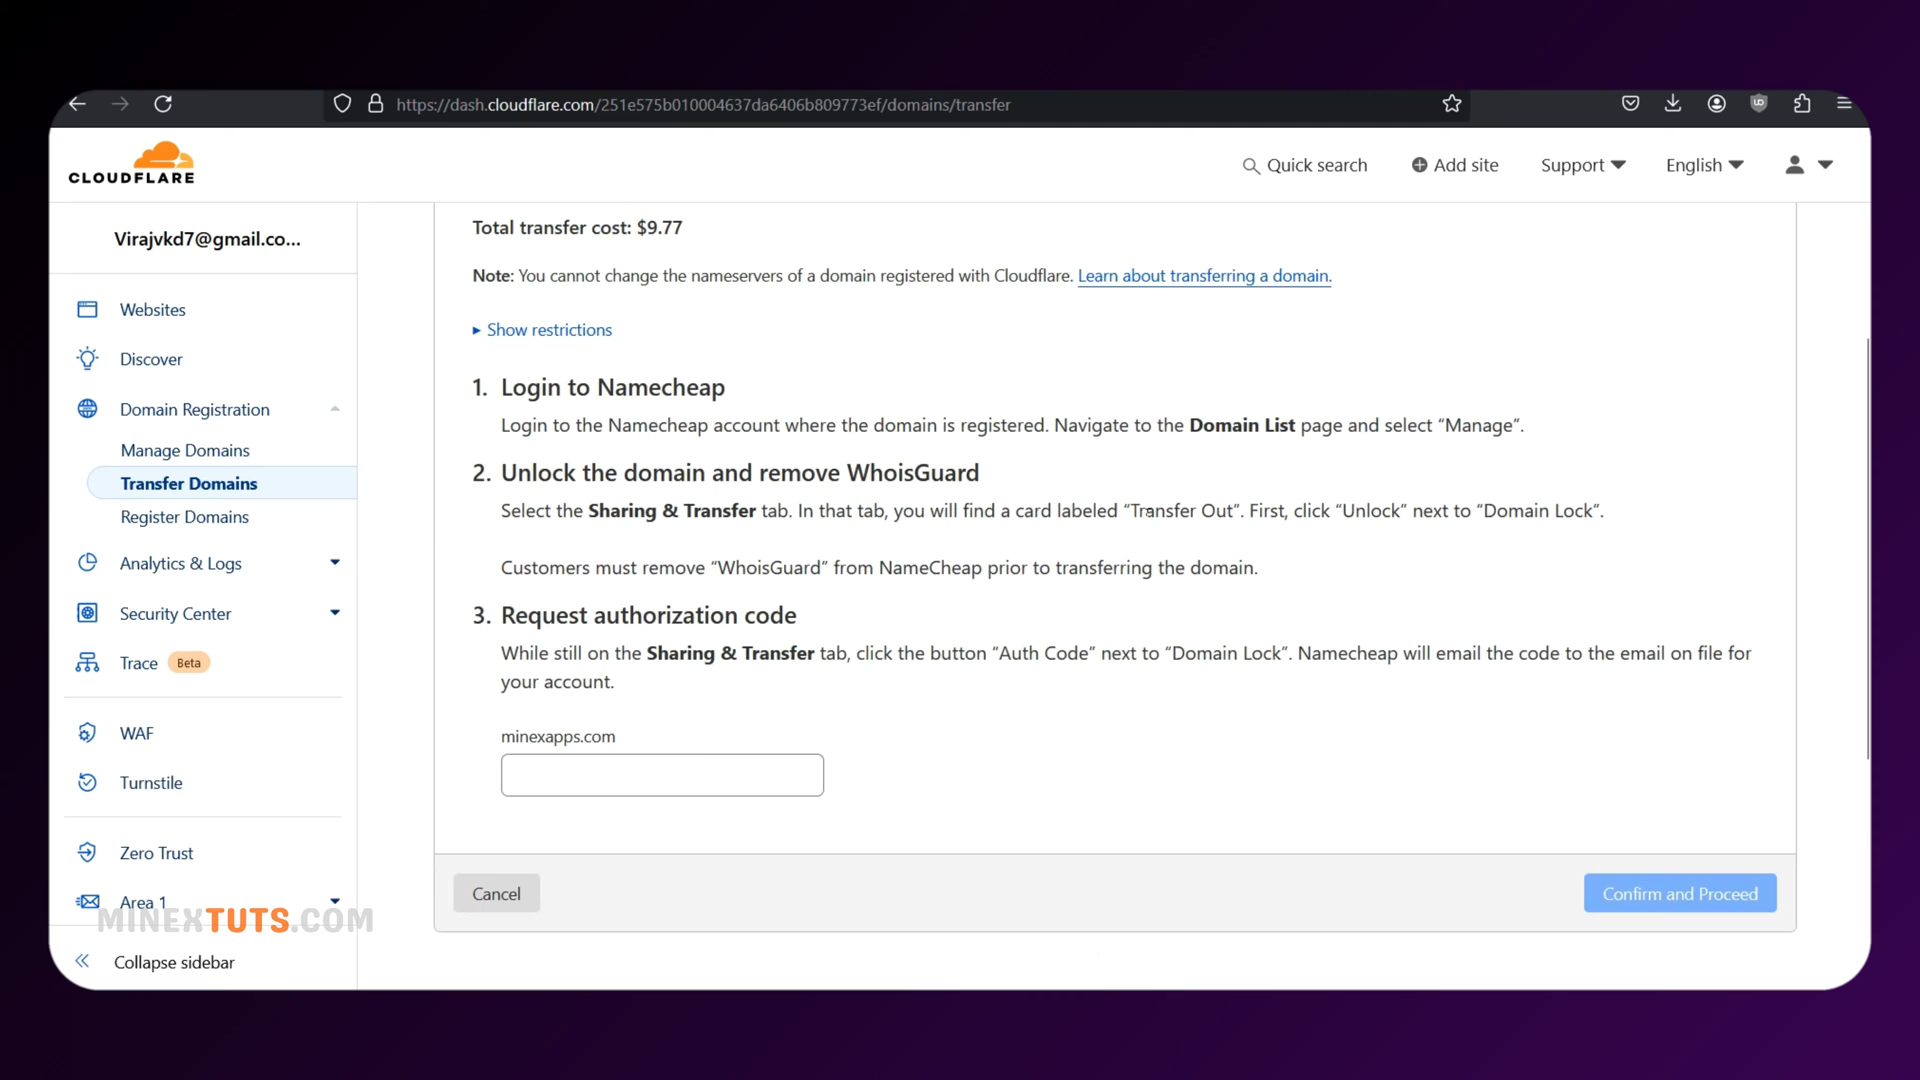 https://dash.cloudflare.com/251e575b010004637da6406b809773ef/domains/transfer
CLOUDFLARE
Quick search
Add site
Support
English
Virajvkd7@gmail.co...
Websites
Discover
Domain Registration
Manage Domains
Transfer Domains
Register Domains
Analytics & Logs
Security Center
Trace Beta
WAF
Turnstile
Zero Trust
Area 1
MINEXTUTS.COM
Collapse sidebar
Total transfer cost: $9.77
Note: You cannot change the nameservers of a domain registered with Cloudflare. Learn about transferring a domain.
Show restrictions
1. Login to Namecheap
Login to the Namecheap account where the domain is registered. Navigate to the Domain List page and select “Manage”.
2. Unlock the domain and remove WhoisGuard
Select the Sharing & Transfer tab. In that tab, you will find a card labeled “Transfer Out”. First, click “Unlock” next to “Domain Lock”.
Customers must remove “WhoisGuard” from NameCheap prior to transferring the domain.
3. Request authorization code
While still on the Sharing & Transfer tab, click the button “Auth Code” next to “Domain Lock”. Namecheap will email the code to the email on file for
your account.
minexapps.com
Cancel
Confirm and Proceed